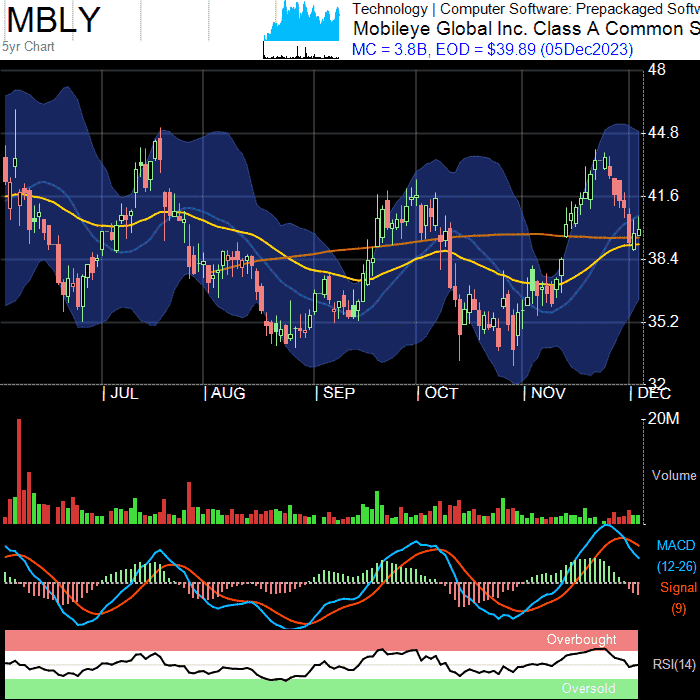 MBLY
5yr Chart
Technology | Computer Software: Prepackaged Softw
Mobileye Global Inc. Class A Common S
MC = 3.8B, EOD = $39.89 (05Dec2023)
48
44.8
41.6
38.4
35.2
32
JUL
AUG
SEP
OCT
NOV
DEC
20M
Volume
MACD
(12-26)
Signal
(9)
Overbought
RSI(14)
Oversold